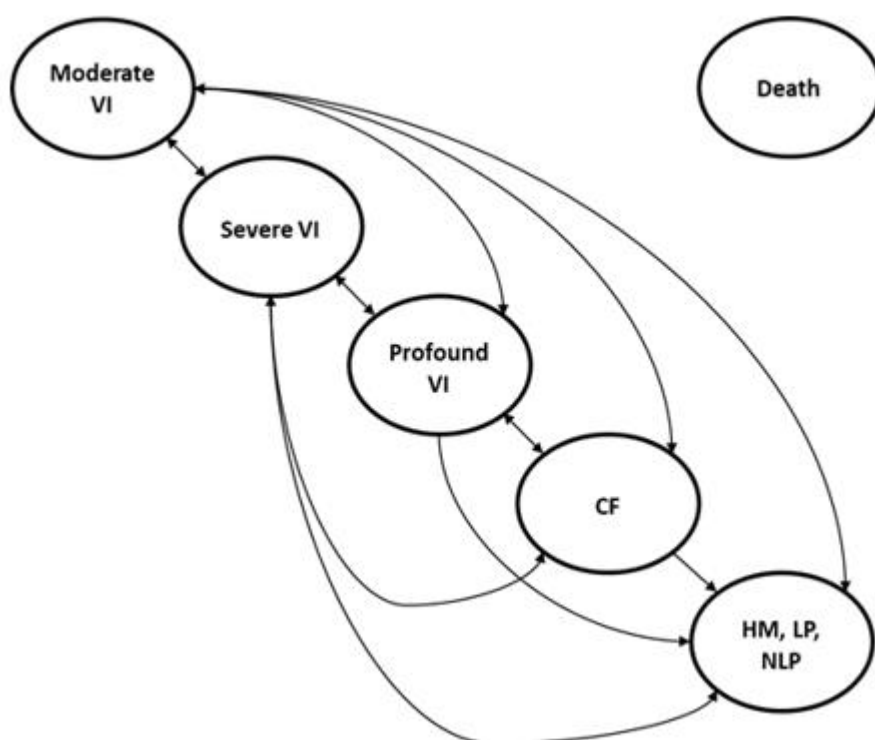 Moderate
VI
Death
Severe VI
Profound
VI
CF
HM, LP,
NLP